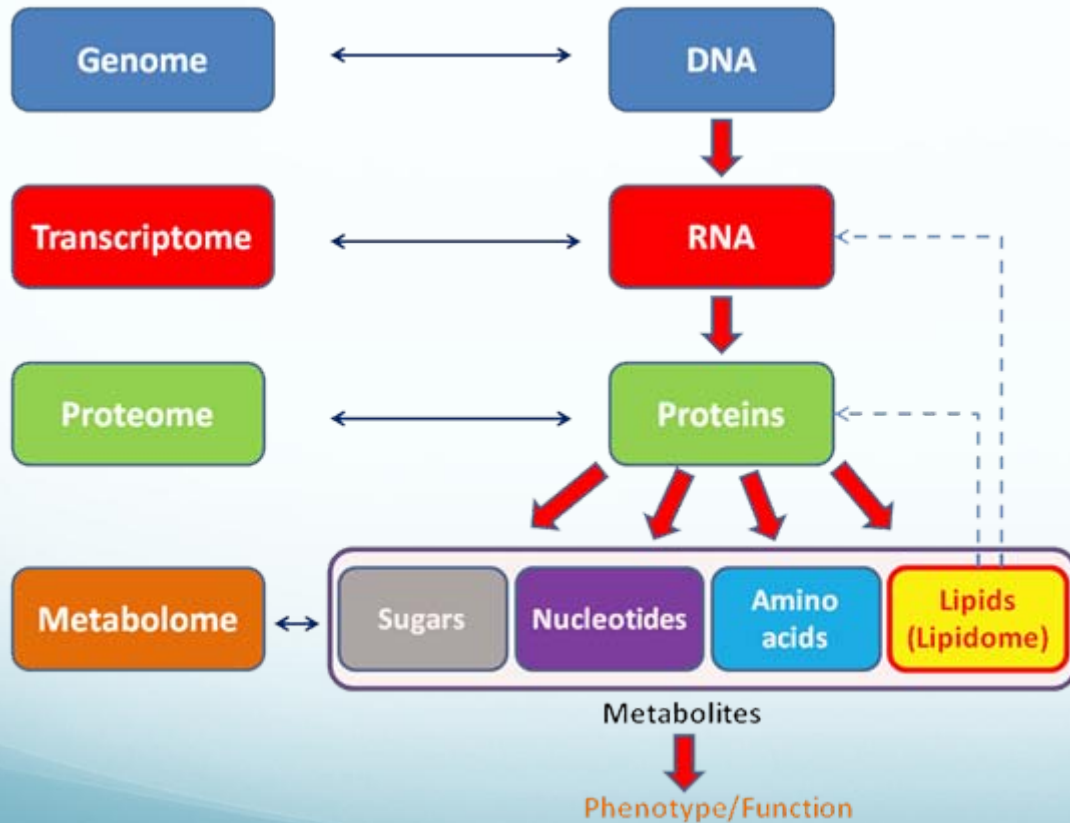 Genome
DNA
Transcriptome
RNA
Proteome
Proteins
Metabolome
Sugars
Nucleotides
Amino
acids
Lipids
(Lipidome)
Metabolites
Phenotype/Function